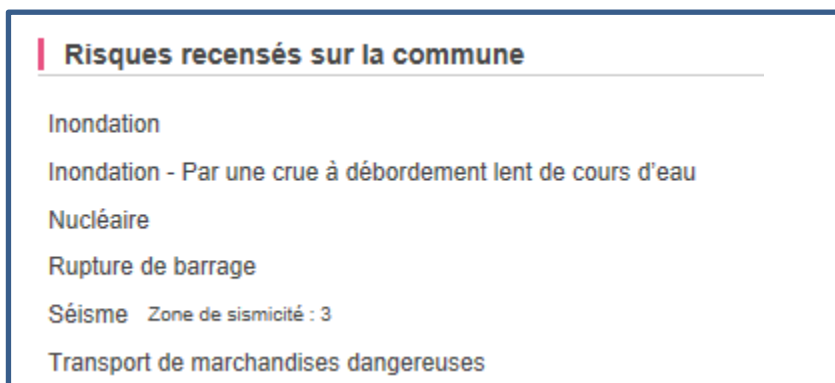 Risques recensés sur la commune
Inondation
Inondation - Par une crue à débordement lent de cours d’eau
Nucléaire
Rupture de barrage
Séisme Zone de sismicité : 3
Transport de marchandises dangereuses